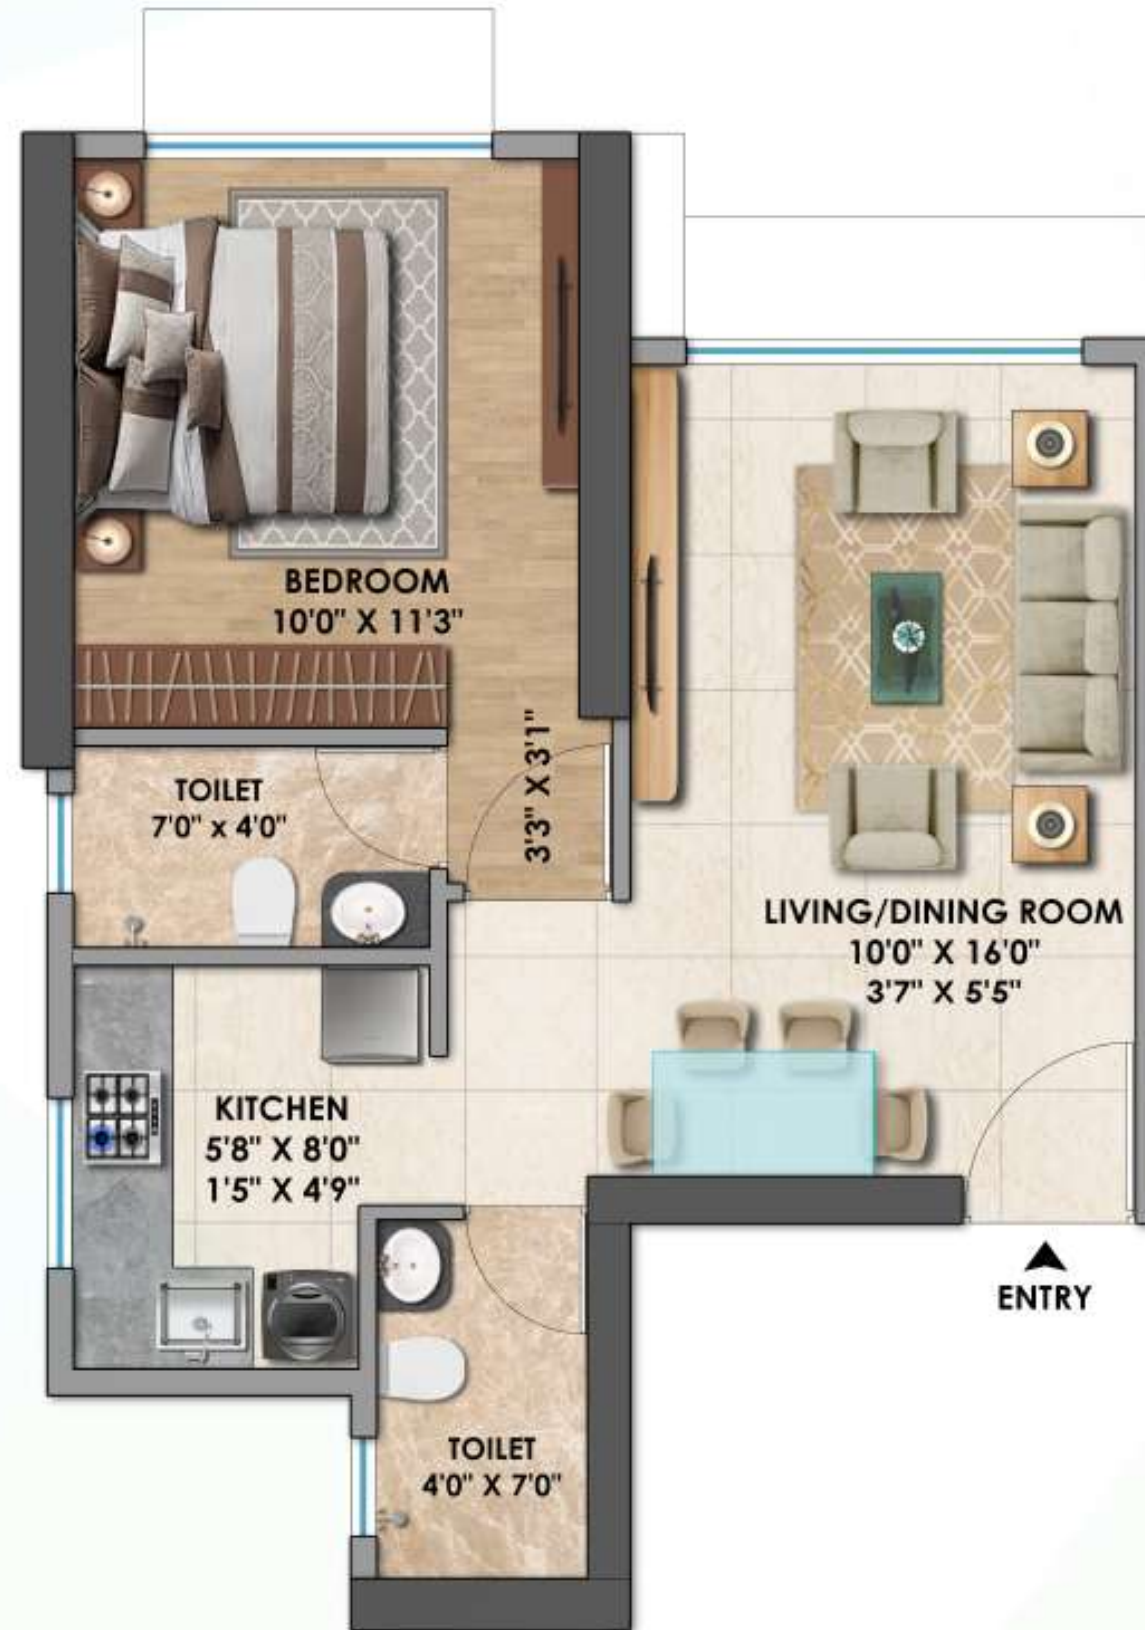 BEDROOM
10'0" X 11'3"
3'3" X 3'1"
TOILET
7'0" x 4'0"
LIVING/DINING ROOM
10'0" X 16'0"
3'7" X 5'5"
KITCHEN
5'8" X 8'0"
1'5" X 4'9"
ENTRY
TOILET
4'0" X 7'0"